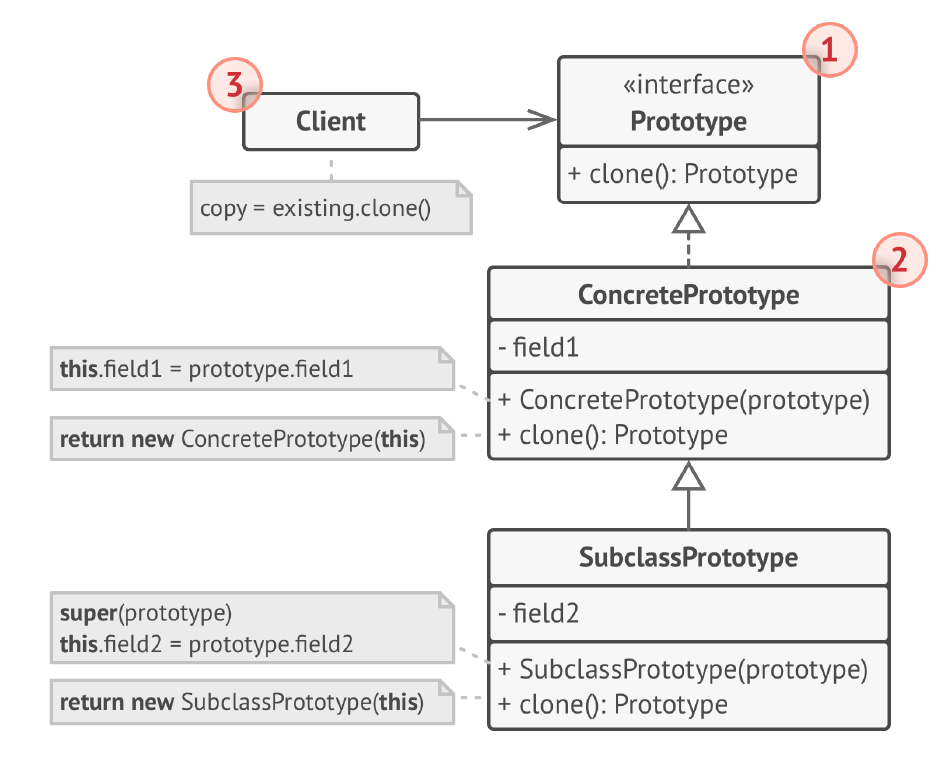 1
«interface»
Prototype
+ clone(): Prototype
3
Client
copy = existing.clone()
2
ConcretePrototype
- field1
+ ConcretePrototype(prototype)
+ clone(): Prototype
this.field1 = prototype.field1
return new ConcretePrototype(this)
SubclassPrototype
- field2
+ SubclassPrototype(prototype)
+ clone(): Prototype
super(prototype)
this.field2 = prototype.field2
return new SubclassPrototype(this)